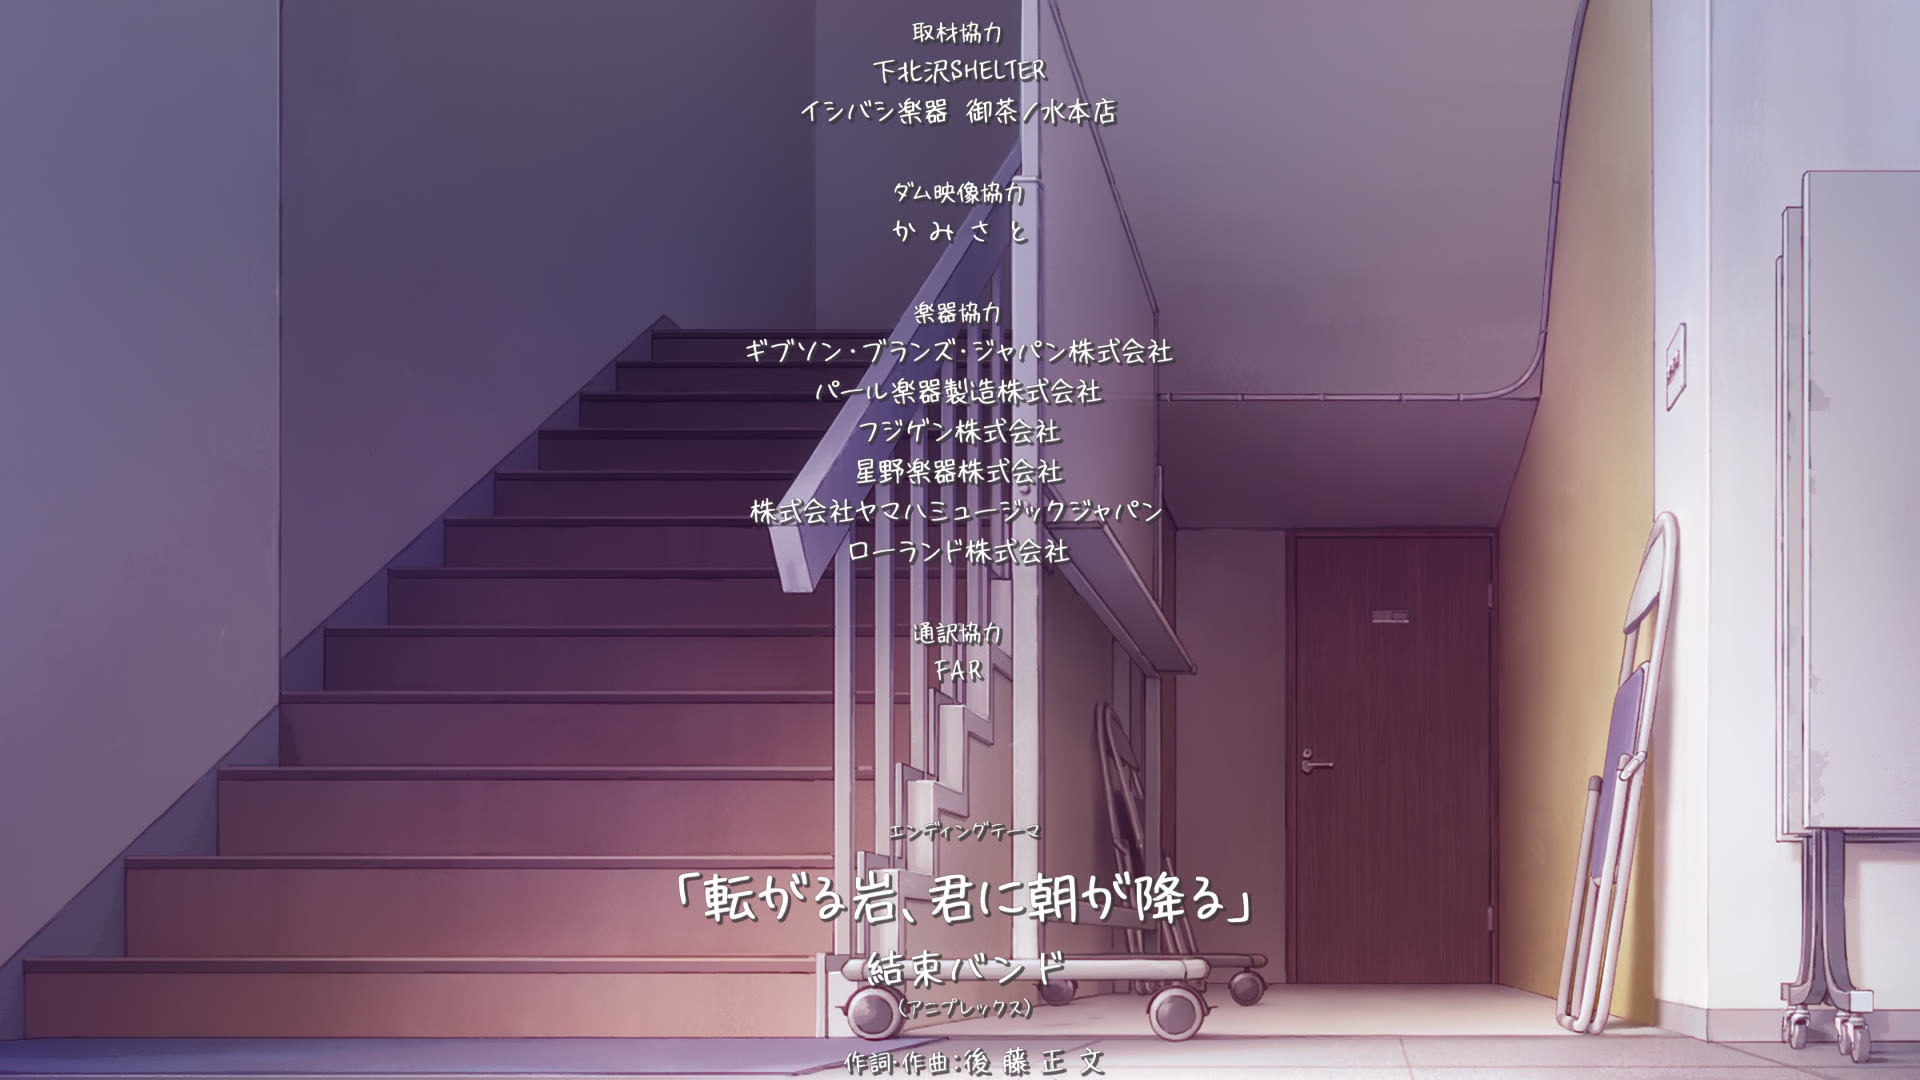 取材協力
下北沢SHELTER
イシバシ楽器 御茶ノ水本店
ダム映像協力
かみさと
楽器協力
ギブソン・ブランズ・ジャパン株式会社
パール楽器製造株式会社
フジゲン株式会社
星野楽器株式会社
株式会社ヤマハミュージックジャパン
ローランド株式会社
通訳協力
FAR
エンディングテーマ
「転がる岩、君に朝が降る」
結束バンド
(アニプレックス)
作詞・作曲:後藤正文